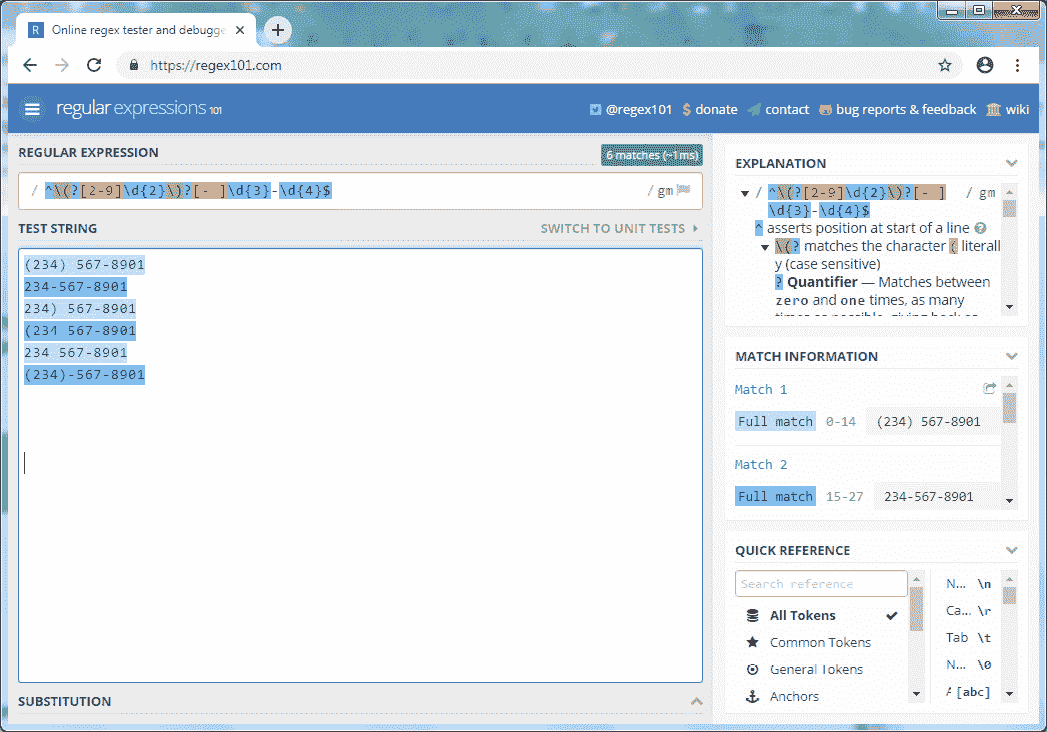 Online regex tester and debugge
https://regex101.com
regular expressions 101
@regex101 donate contact bug reports & feedback wiki
REGULAR EXPRESSION
6 matches (~1ms)
/ ^\(?[2-9]\d{2}\)?[- ]\d{3}-\d{4}$ / gm
TEST STRING
SWITCH TO UNIT TESTS
(234) 567-8901
234-567-8901
234) 567-8901
(234 567-8901
234 567-8901
(234)-567-8901
SUBSTITUTION
EXPLANATION
/ ^\(?[2-9]\d{2}\)?[- ] / gm
\d{3}-\d{4}$
^ asserts position at start of a line
\(? matches the character ( literall
y (case sensitive)
? Quantifier — Matches between
zero and one times, as many
times as possible, giving back as
MATCH INFORMATION
Match 1
Full match 0-14 (234) 567-8901
Match 2
Full match 15-27 234-567-8901
QUICK REFERENCE
Search reference
All Tokens
Common Tokens
General Tokens
Anchors
N... \n
Ca... \r
Tab \t
N... \0
A [abc]